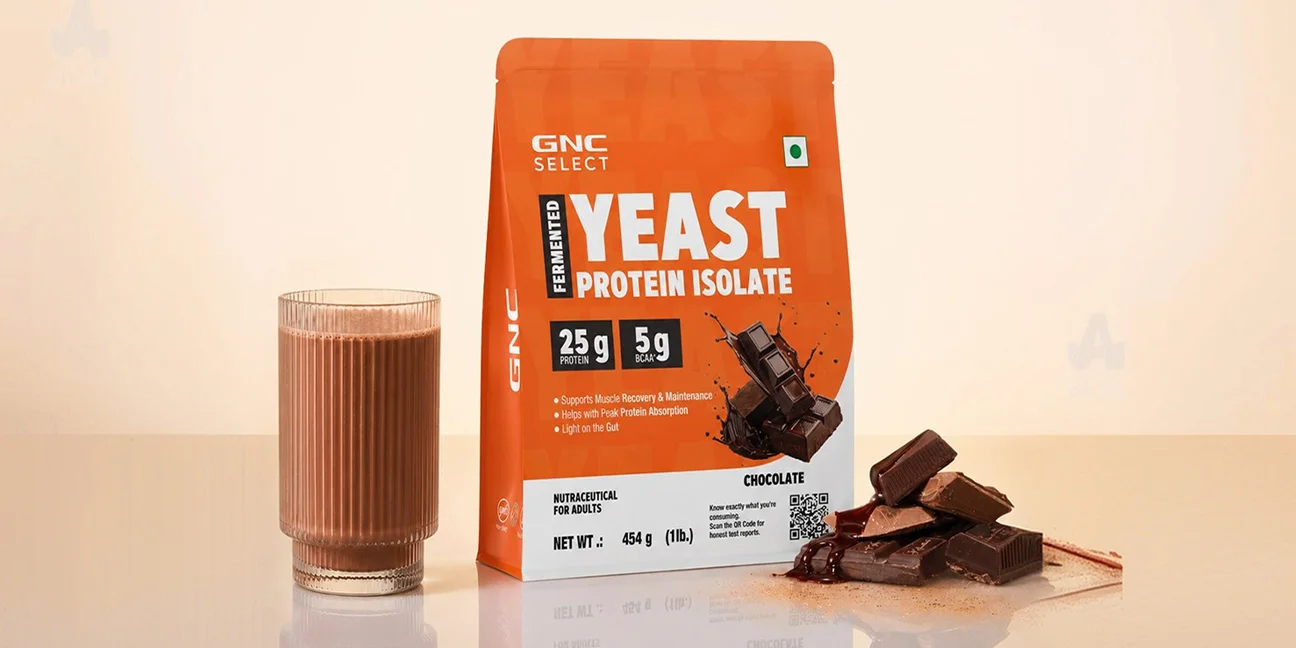 GNC
SELECT
FERMENTED
YEAST
PROTEIN ISOLATE
25g
PROTEIN
5g
BCAA*
GNC
• Supports Muscle Recovery & Maintenance
• Helps with Peak Protein Absorption
• Light on the Gut
CHOCOLATE
NUTRACEUTICAL
FOR ADULTS
NET WT .: 454 g (1lb.)
Know exactly what you're
consuming.
Scan the QR Code for
honest test reports.